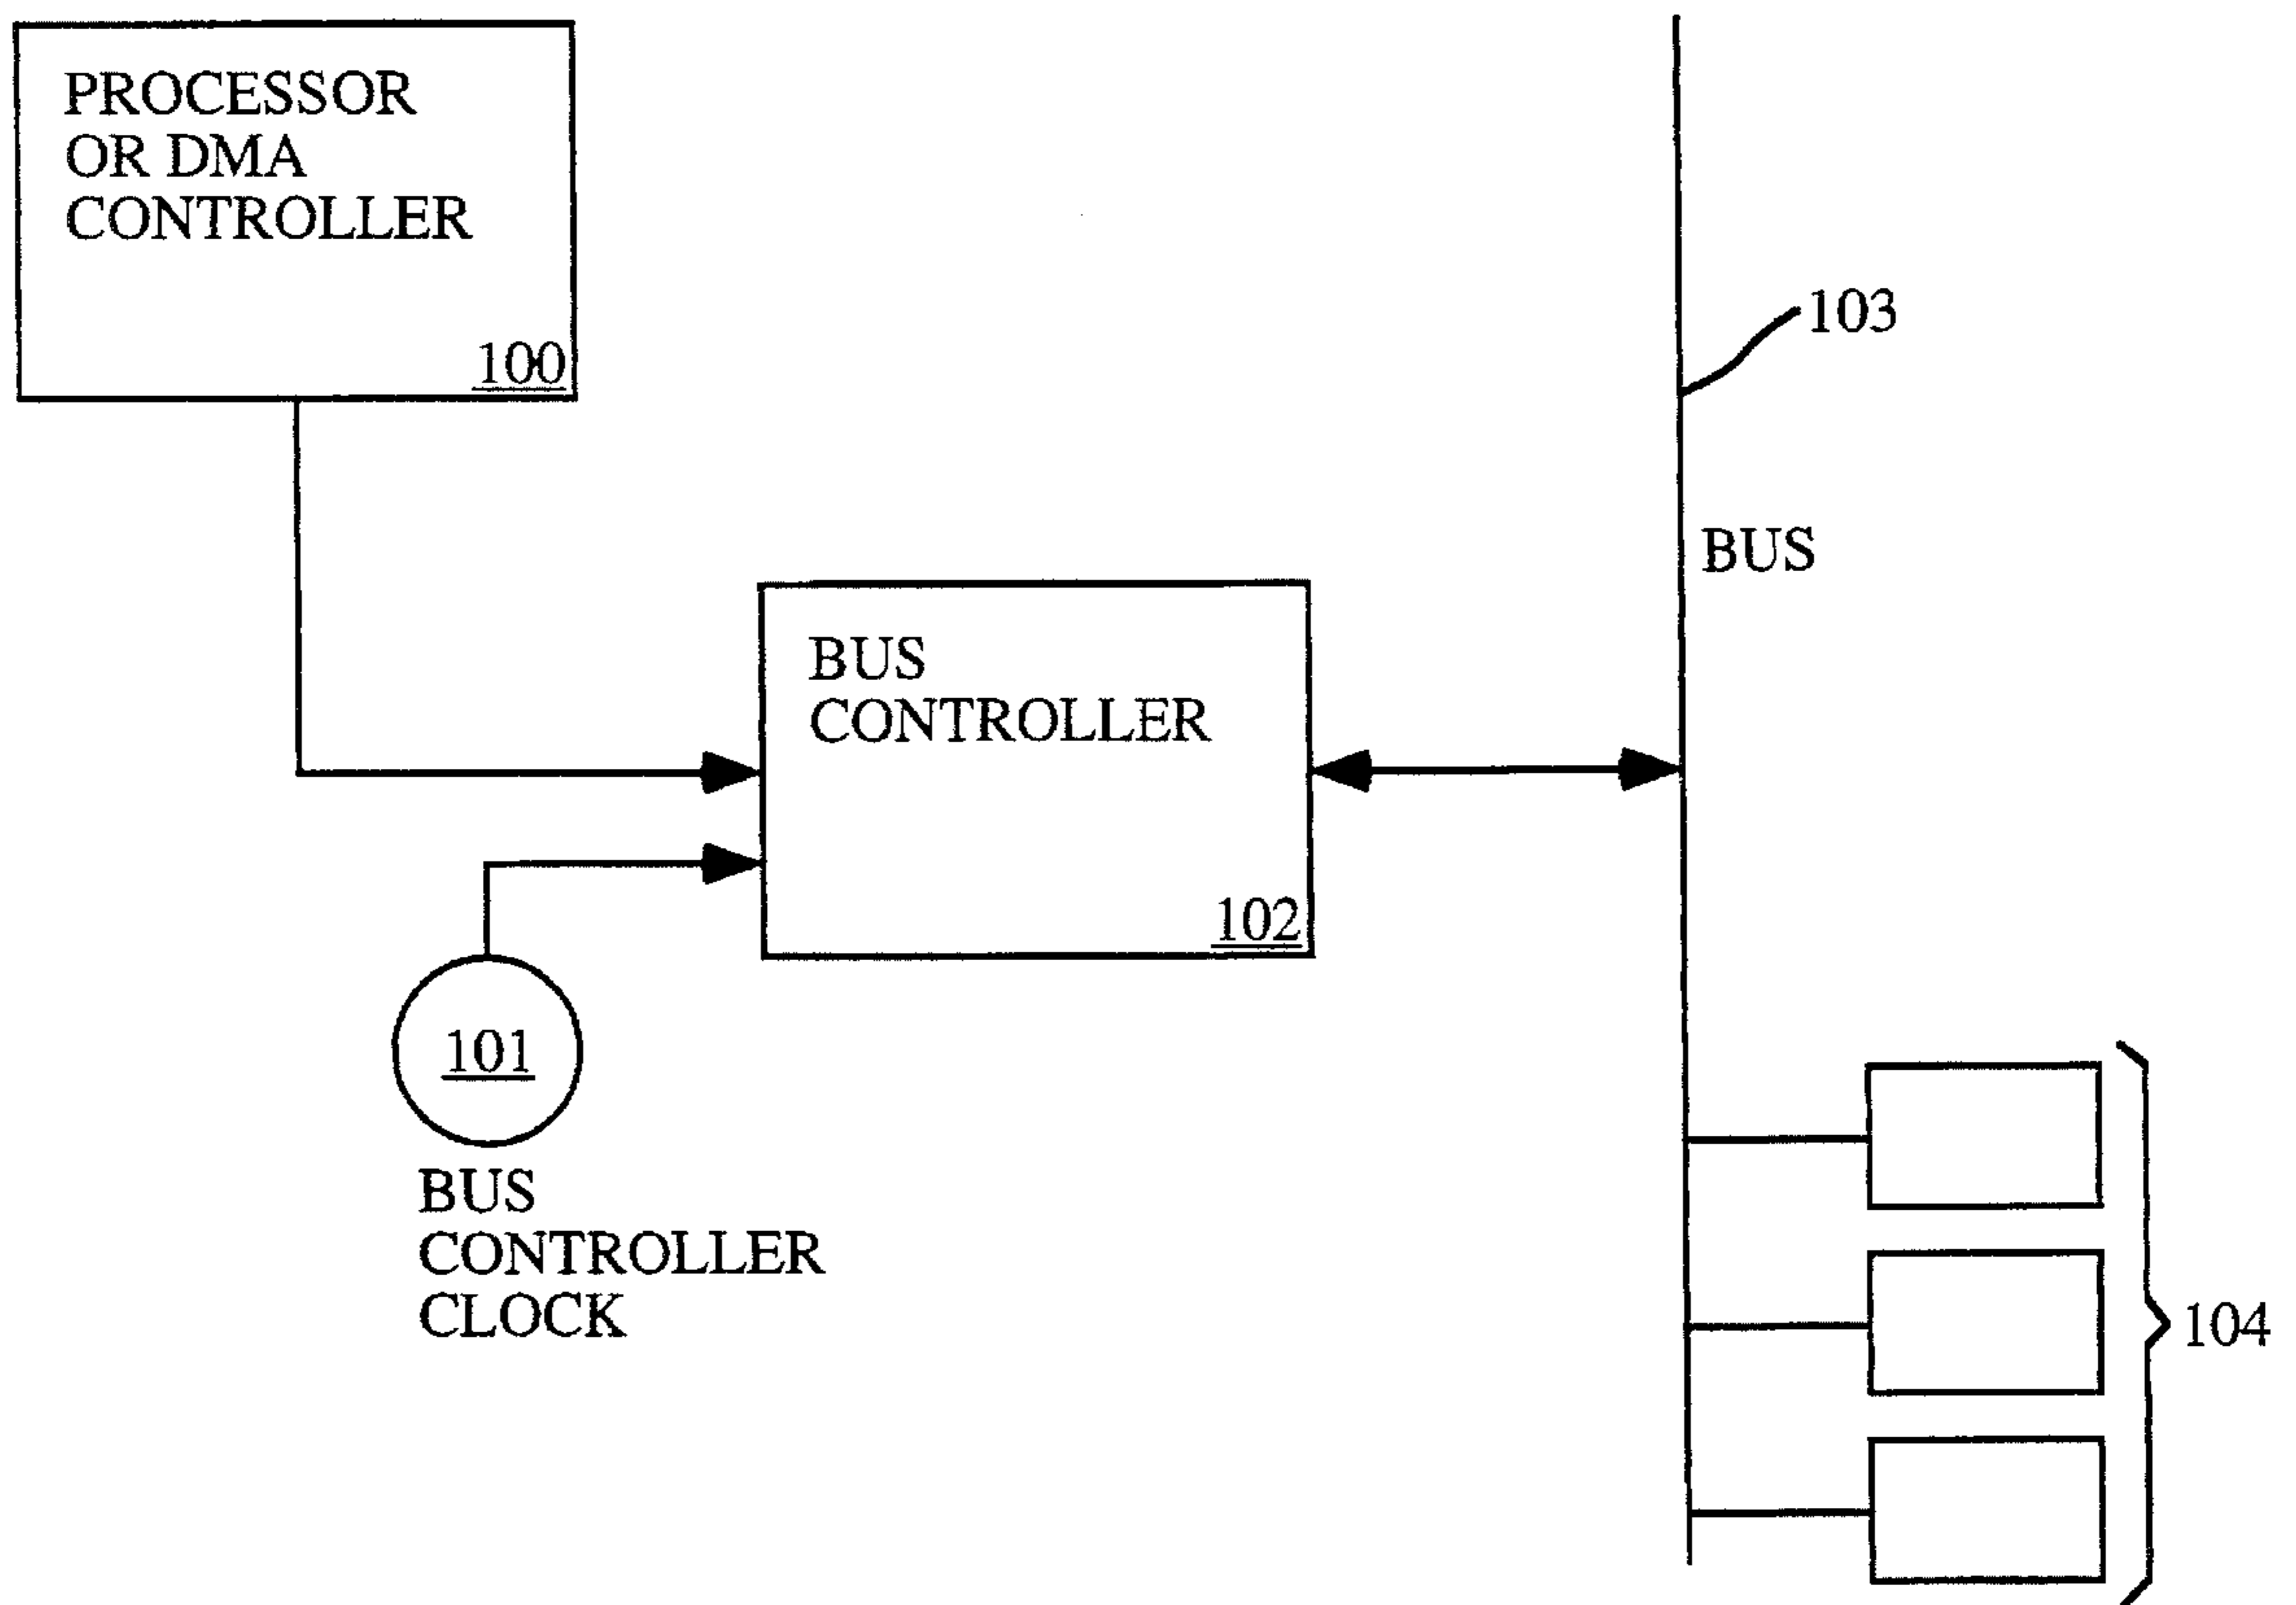 PROCESSOR
OR DMA
CONTROLLER
100
103
BUS
BUS
CONTROLLER
102
101
BUS
CONTROLLER
CLOCK
104